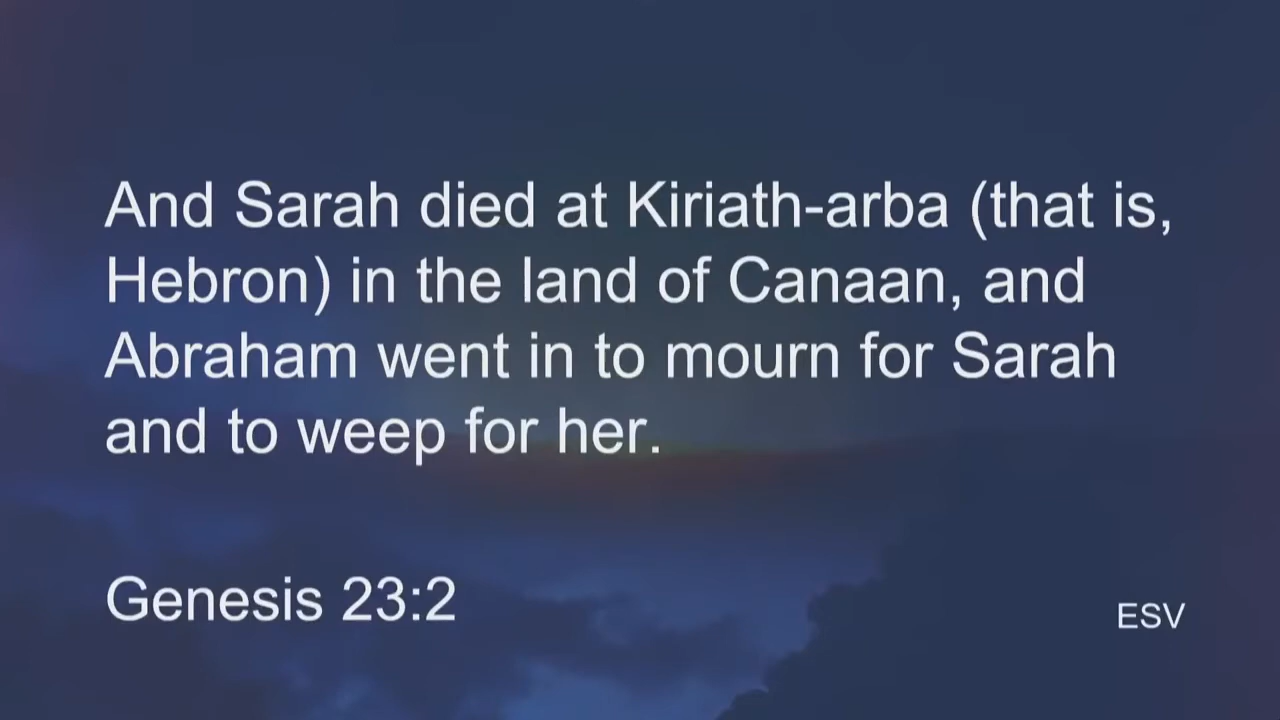 And Sarah died at Kiriath-arba (that is,
Hebron) in the land of Canaan, and
Abraham went in to mourn for Sarah
and to weep for her.
Genesis 23:2
ESV